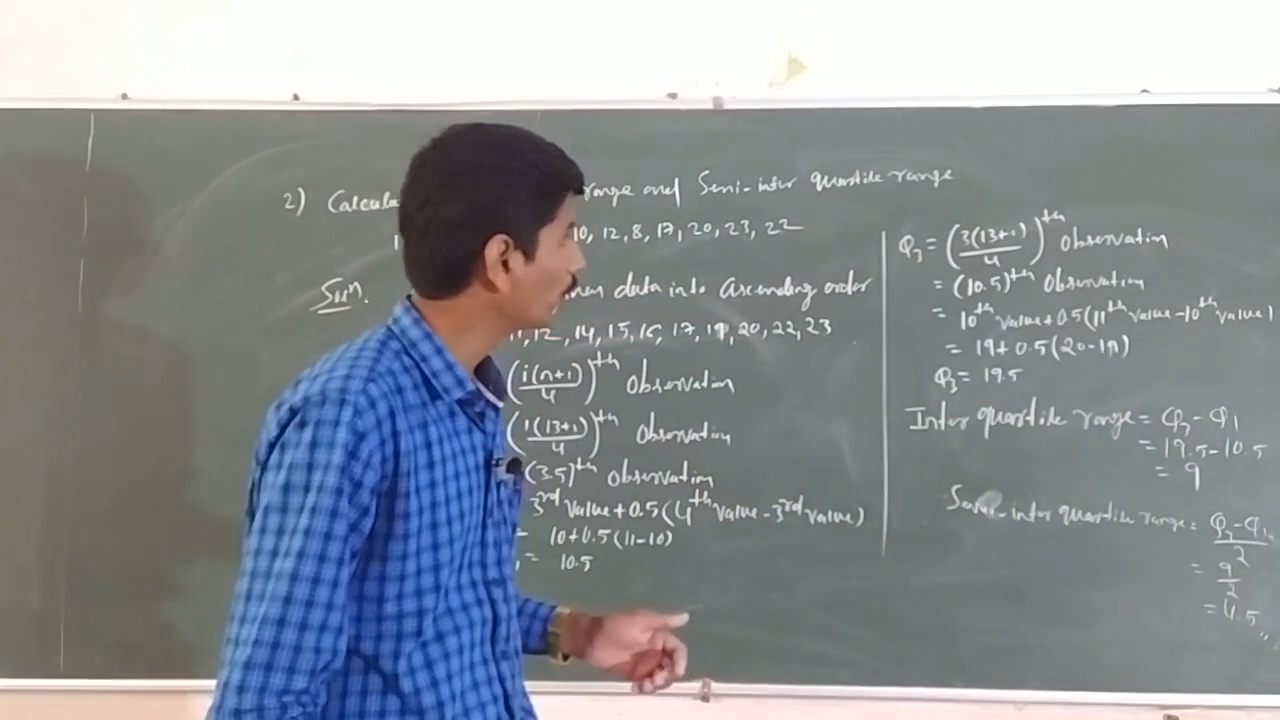 2) Calcula range and Semi-inter quartile range
10, 12, 8, 17, 20, 23, 22
Soln. data into Ascending order
11, 12, 14, 15, 16, 17, 19, 20, 22, 23
(i(n+1)/4)th Observation
(1(13+1)/4)th Observation
(3.5)th Observation
3rd value + 0.5 (4th value - 3rd value)
= 10 + 0.5 (11-10)
= 10.5
Q3 = (3(13+1)/4)th Observation
= (10.5)th Observation
= 10th value + 0.5 (11th value - 10th value)
= 19 + 0.5 (20-19)
Q3 = 19.5
Inter quartile range = Q3 - Q1
= 19.5 - 10.5
= 9
Semi-inter quartile range = Q3 - Q1 / 2
= 9/2
= 4.5 "